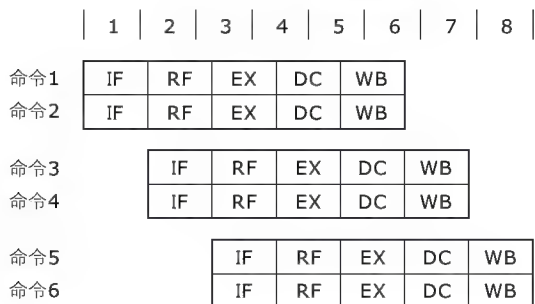 1 2 3 4 5 6 7 8
命令1 IF RF EX DC WB
命令2 IF RF EX DC WB
命令3 IF RF EX DC WB
命令4 IF RF EX DC WB
命令5 IF RF EX DC WB
命令6 IF RF EX DC WB